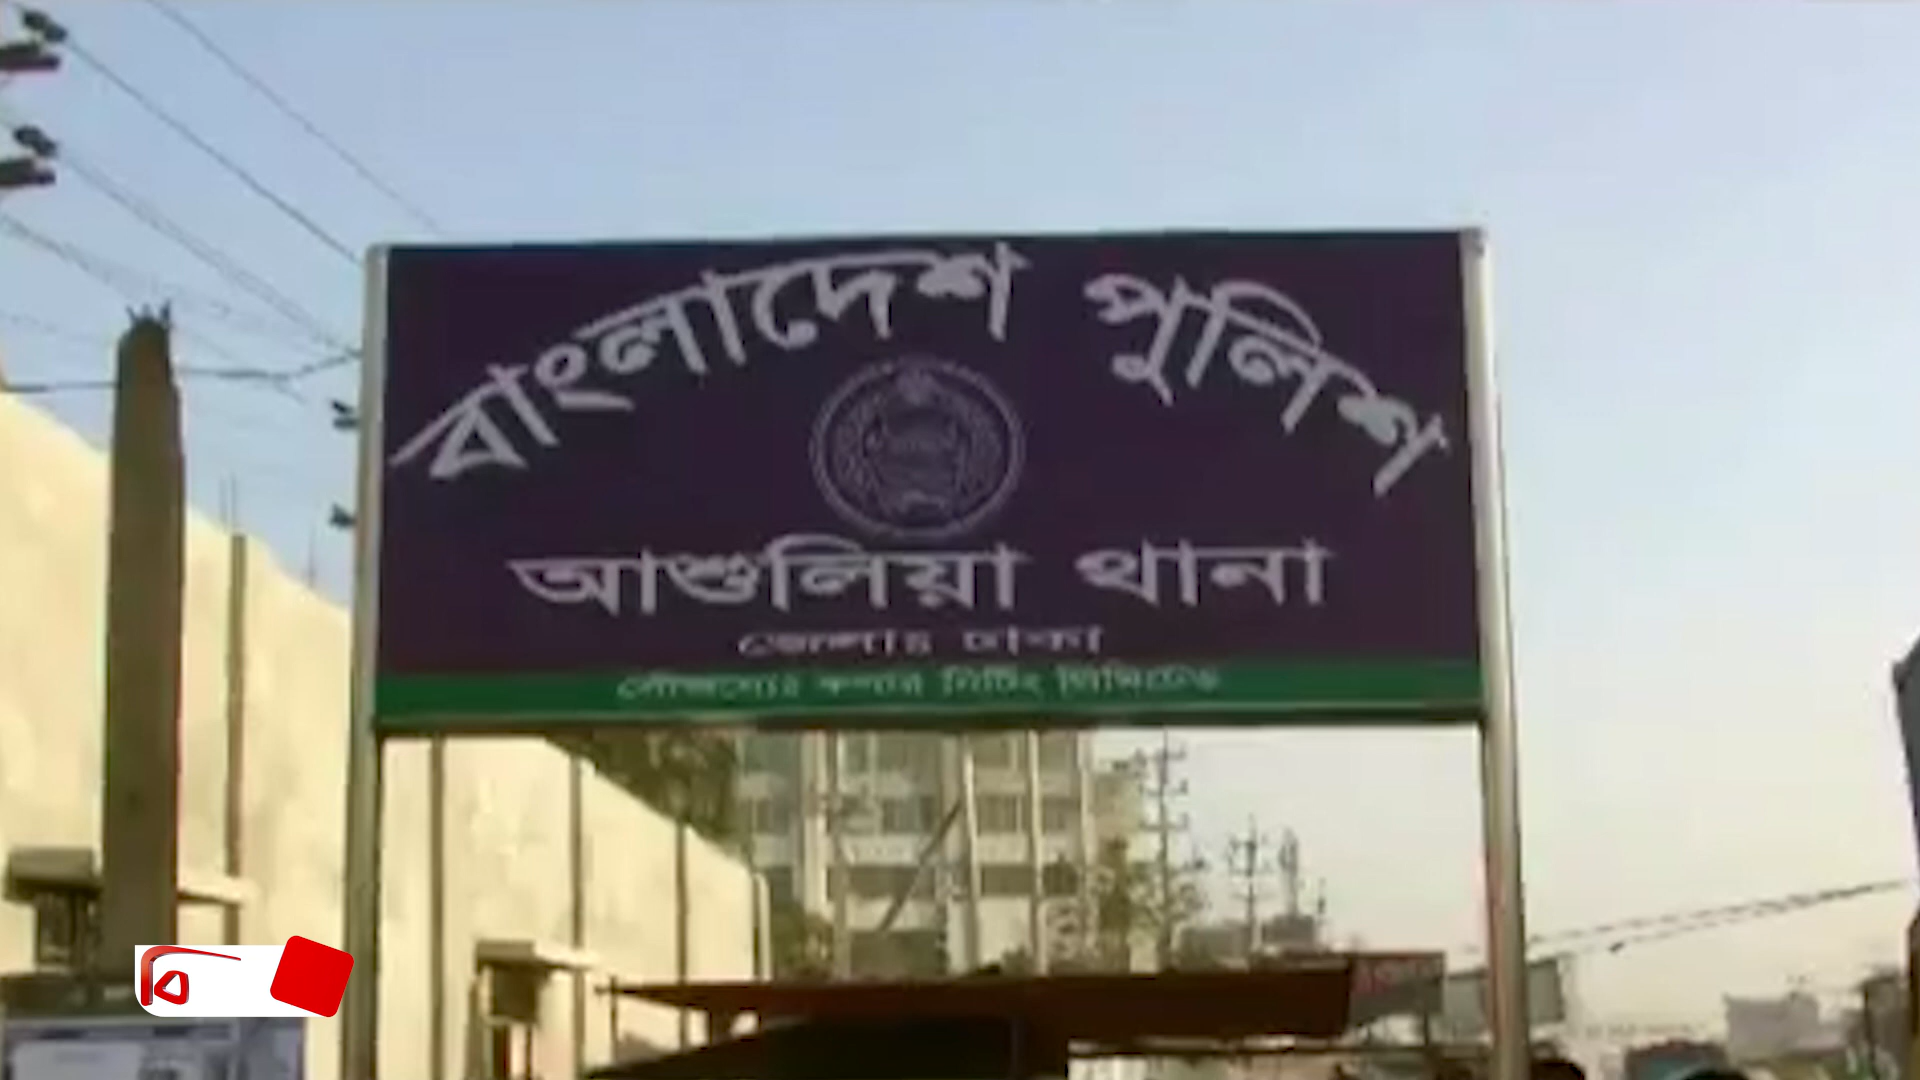 বাংলাদেশ পুলিশ
আশুলিয়া থানা
জেলাঃ ঢাকা
লিমিটেড